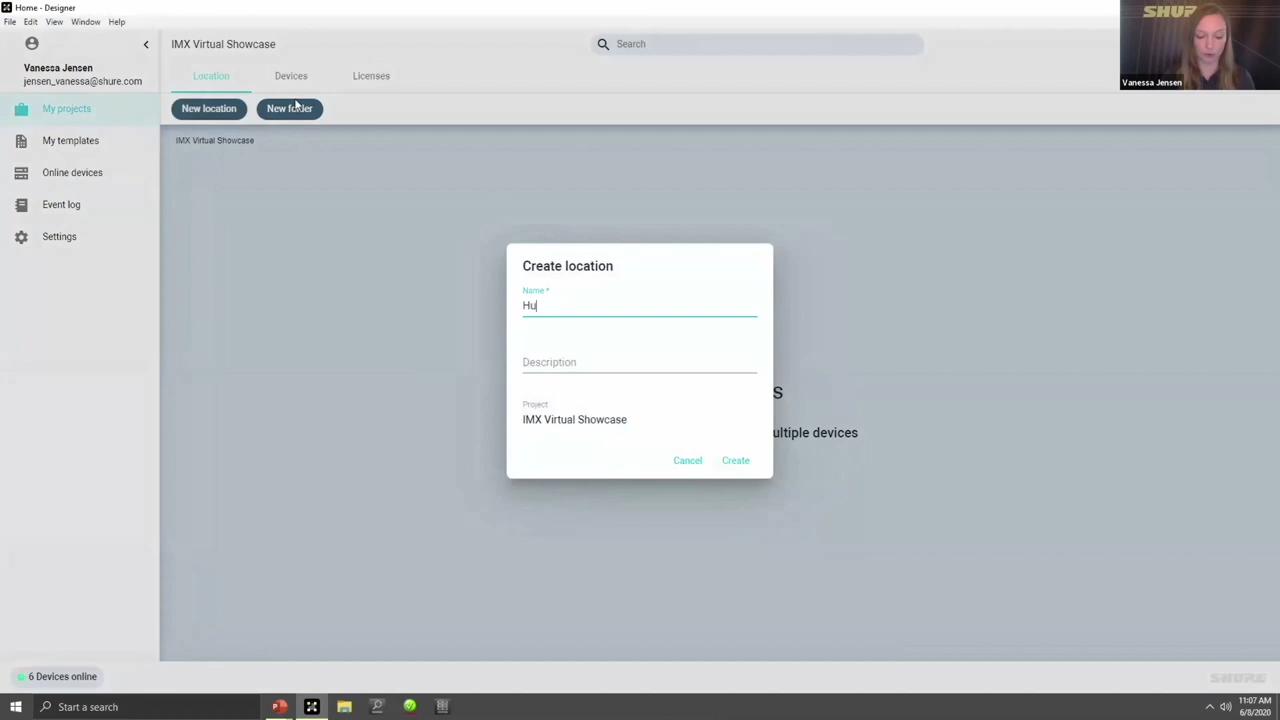 Home - Designer
File Edit View Window Help
SHURE
Vanessa Jensen
jensen_vanessa@shure.com
IMX Virtual Showcase
Search
Vanessa Jensen
Location Devices Licenses
My projects
New location New folder
My templates
IMX Virtual Showcase
Online devices
Event log
Settings
Create location
Name *
Hu
Description
s
Project
IMX Virtual Showcase
ultiple devices
Cancel Create
6 Devices online
SHURE
Start a search
11:07 AM
6/8/2020